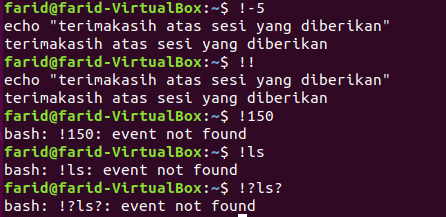 farid@farid-VirtualBox:~$ !-5
echo "terimakasih atas sesi yang diberikan"
terimakasih atas sesi yang diberikan
farid@farid-VirtualBox:~$ !!
echo "terimakasih atas sesi yang diberikan"
terimakasih atas sesi yang diberikan
farid@farid-VirtualBox:~$ !150
bash: !150: event not found
farid@farid-VirtualBox:~$ !ls
bash: !ls: event not found
farid@farid-VirtualBox:~$ !?ls?
bash: !?ls?: event not found